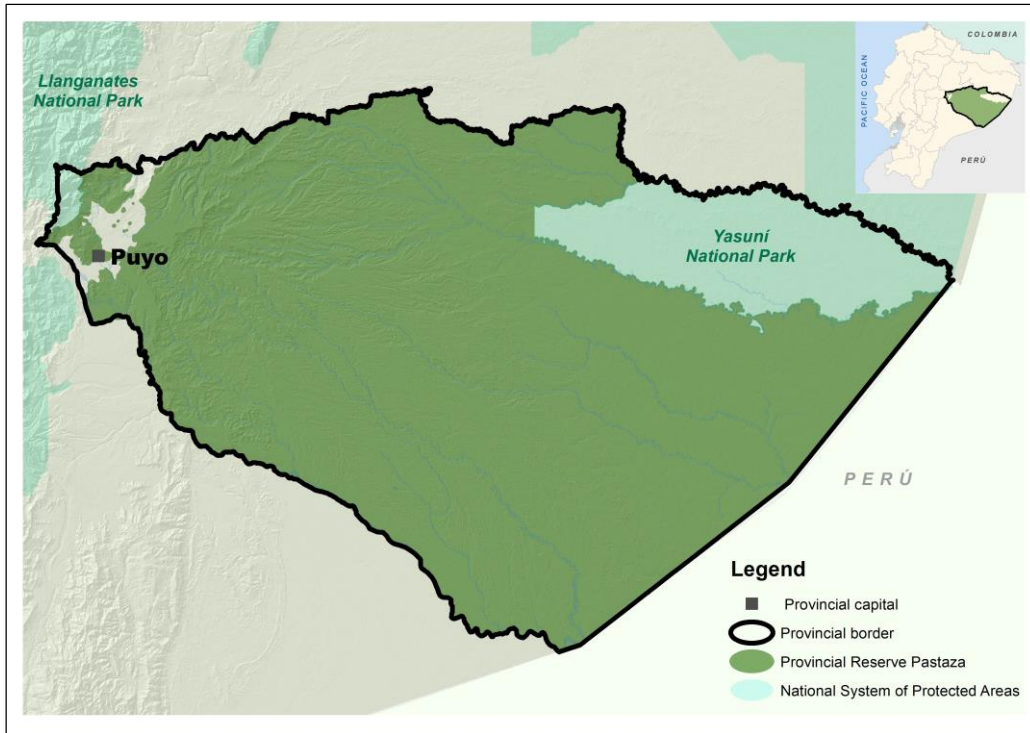 Llanganates
National Park
COLOMBIA
PACIFIC OCEAN
PERÚ
Puyo
Yasuní
National Park
PERÚ
Legend
Provincial capital
Provincial border
Provincial Reserve Pastaza
National System of Protected Areas